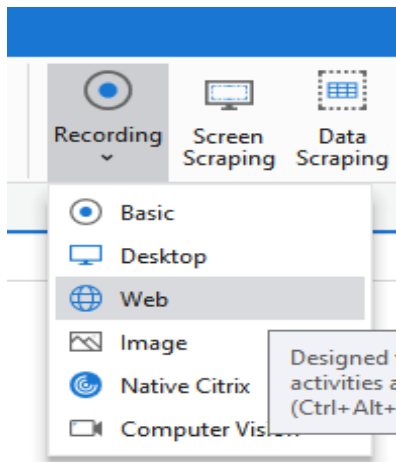 Recording Screen Scraping Data Scraping
Basic
Desktop
Web
Image
Native Citrix
Computer Vision
Designed
activities a
(Ctrl+Alt+